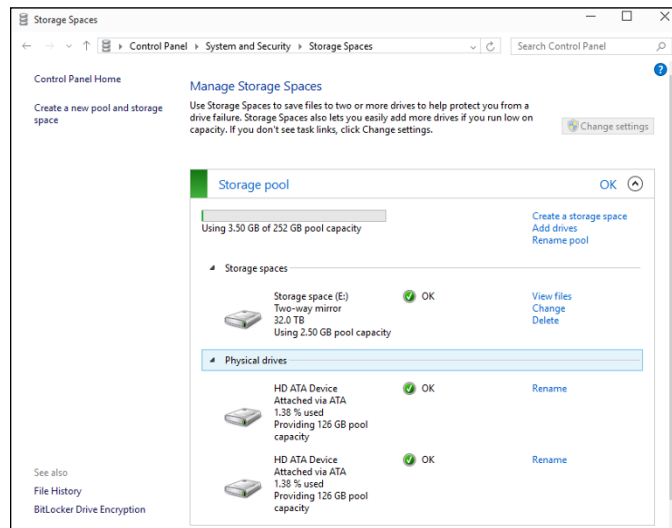 Storage Spaces
Control Panel System and Security Storage Spaces
Search Control Panel
Control Panel Home
Create a new pool and storage
space
Manage Storage Spaces
Use Storage Spaces to save files to two or more drives to help protect you from a
drive failure. Storage Spaces also lets you easily add more drives if you run low on
capacity. If you don't see task links, click Change settings.
Change settings
Storage pool
OK
Using 3.50 GB of 252 GB pool capacity
Create a storage space
Add drives
Rename pool
Storage spaces
Storage space (E:)
Two-way mirror
32.0 TB
Using 2.50 GB pool capacity
OK
View files
Change
Delete
Physical drives
HD ATA Device
Attached via ATA
1.38 % used
Providing 126 GB pool
capacity
OK
Rename
HD ATA Device
Attached via ATA
1.38 % used
Providing 126 GB pool
capacity
OK
Rename
See also
File History
BitLocker Drive Encryption